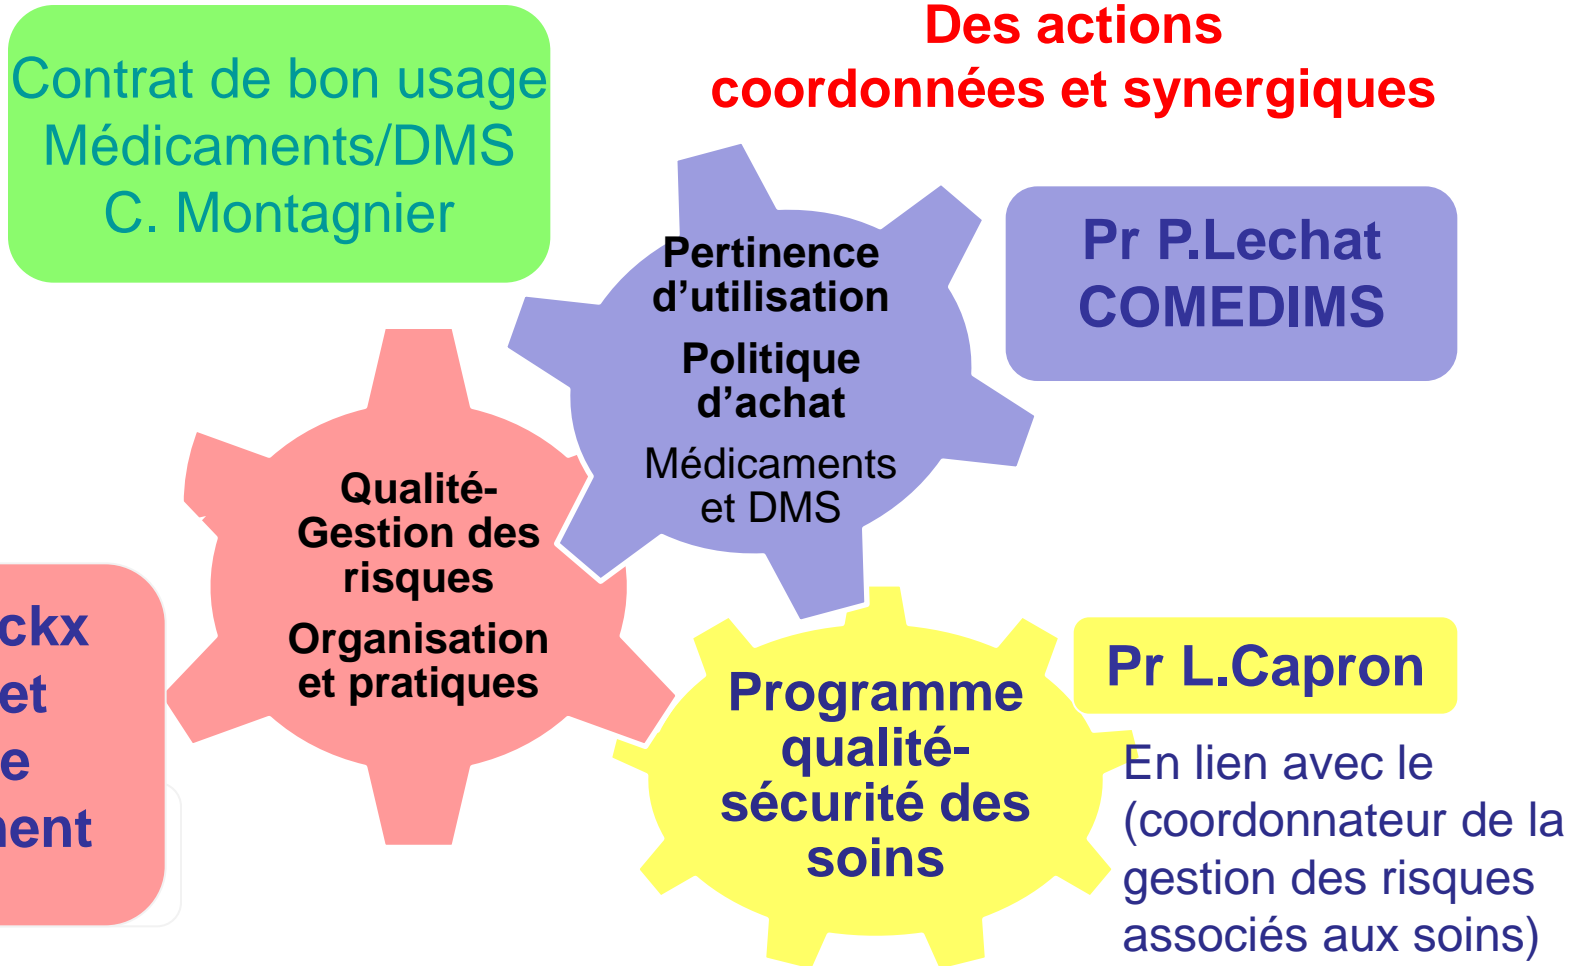 Des actions
coordonnées et synergiques
Contrat de bon usage
Médicaments/DMS
C. Montagnier
Pertinence
d’utilisation
Politique
d’achat
Médicaments
et DMS
Pr P.Lechat
COMEDIMS
Qualité-
Gestion des
risques
Organisation
et pratiques
ckx
et
e
ent
Programme
qualité-
sécurité des
soins
Pr L.Capron
En lien avec le
(coordonnateur de la
gestion des risques
associés aux soins)